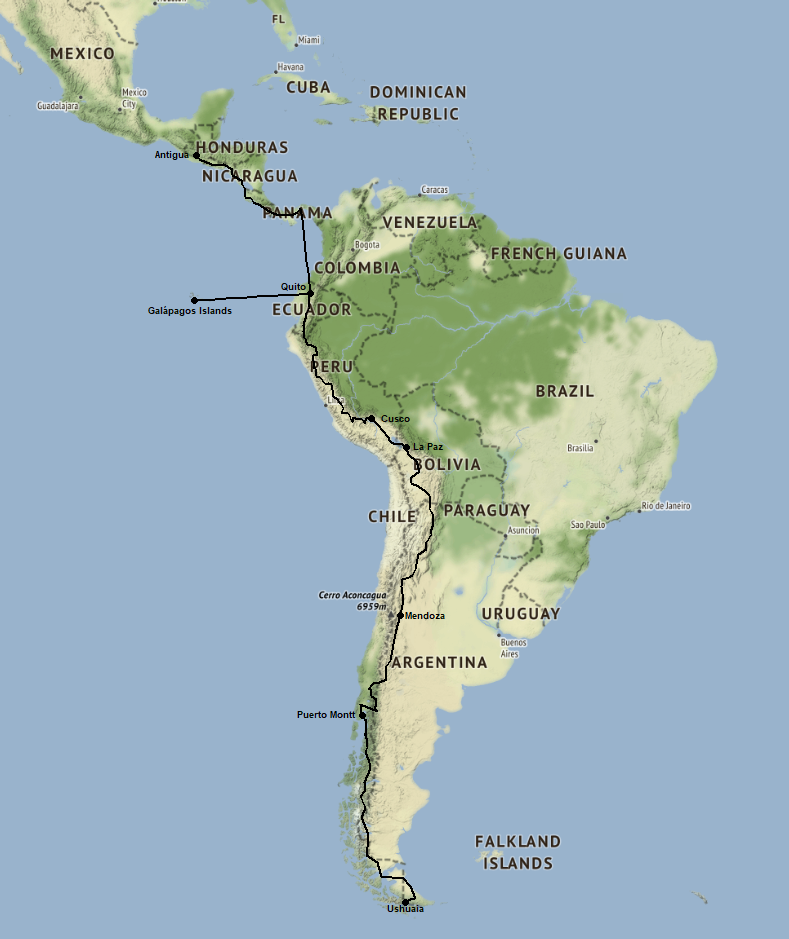 FL
Miami
MEXICO
Havana
CUBA
Mexico
City
DOMINICAN
REPUBLIC
Guadalajara
HONDURAS
Antigua
NICARAGUA
Caracas
PANAMA
VENEZUELA
Bogota
FRENCH GUIANA
COLOMBIA
Quito
Galápagos Islands
ECUADOR
PERU
BRAZIL
Cusco
La Paz
Brasilia
BOLIVIA
CHILE
PARAGUAY
Rio de Janeiro
Sao Paulo
Asuncion
Cerro Aconcagua
6959m
Mendoza
URUGUAY
Buenos
Aires
ARGENTINA
Puerto Montt
FALKLAND
ISLANDS
Ushuaia